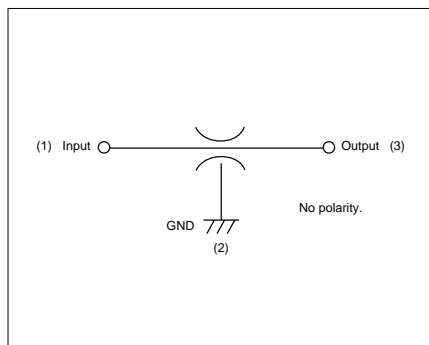 (1) Input Output (3)
No polarity.
GND
(2)